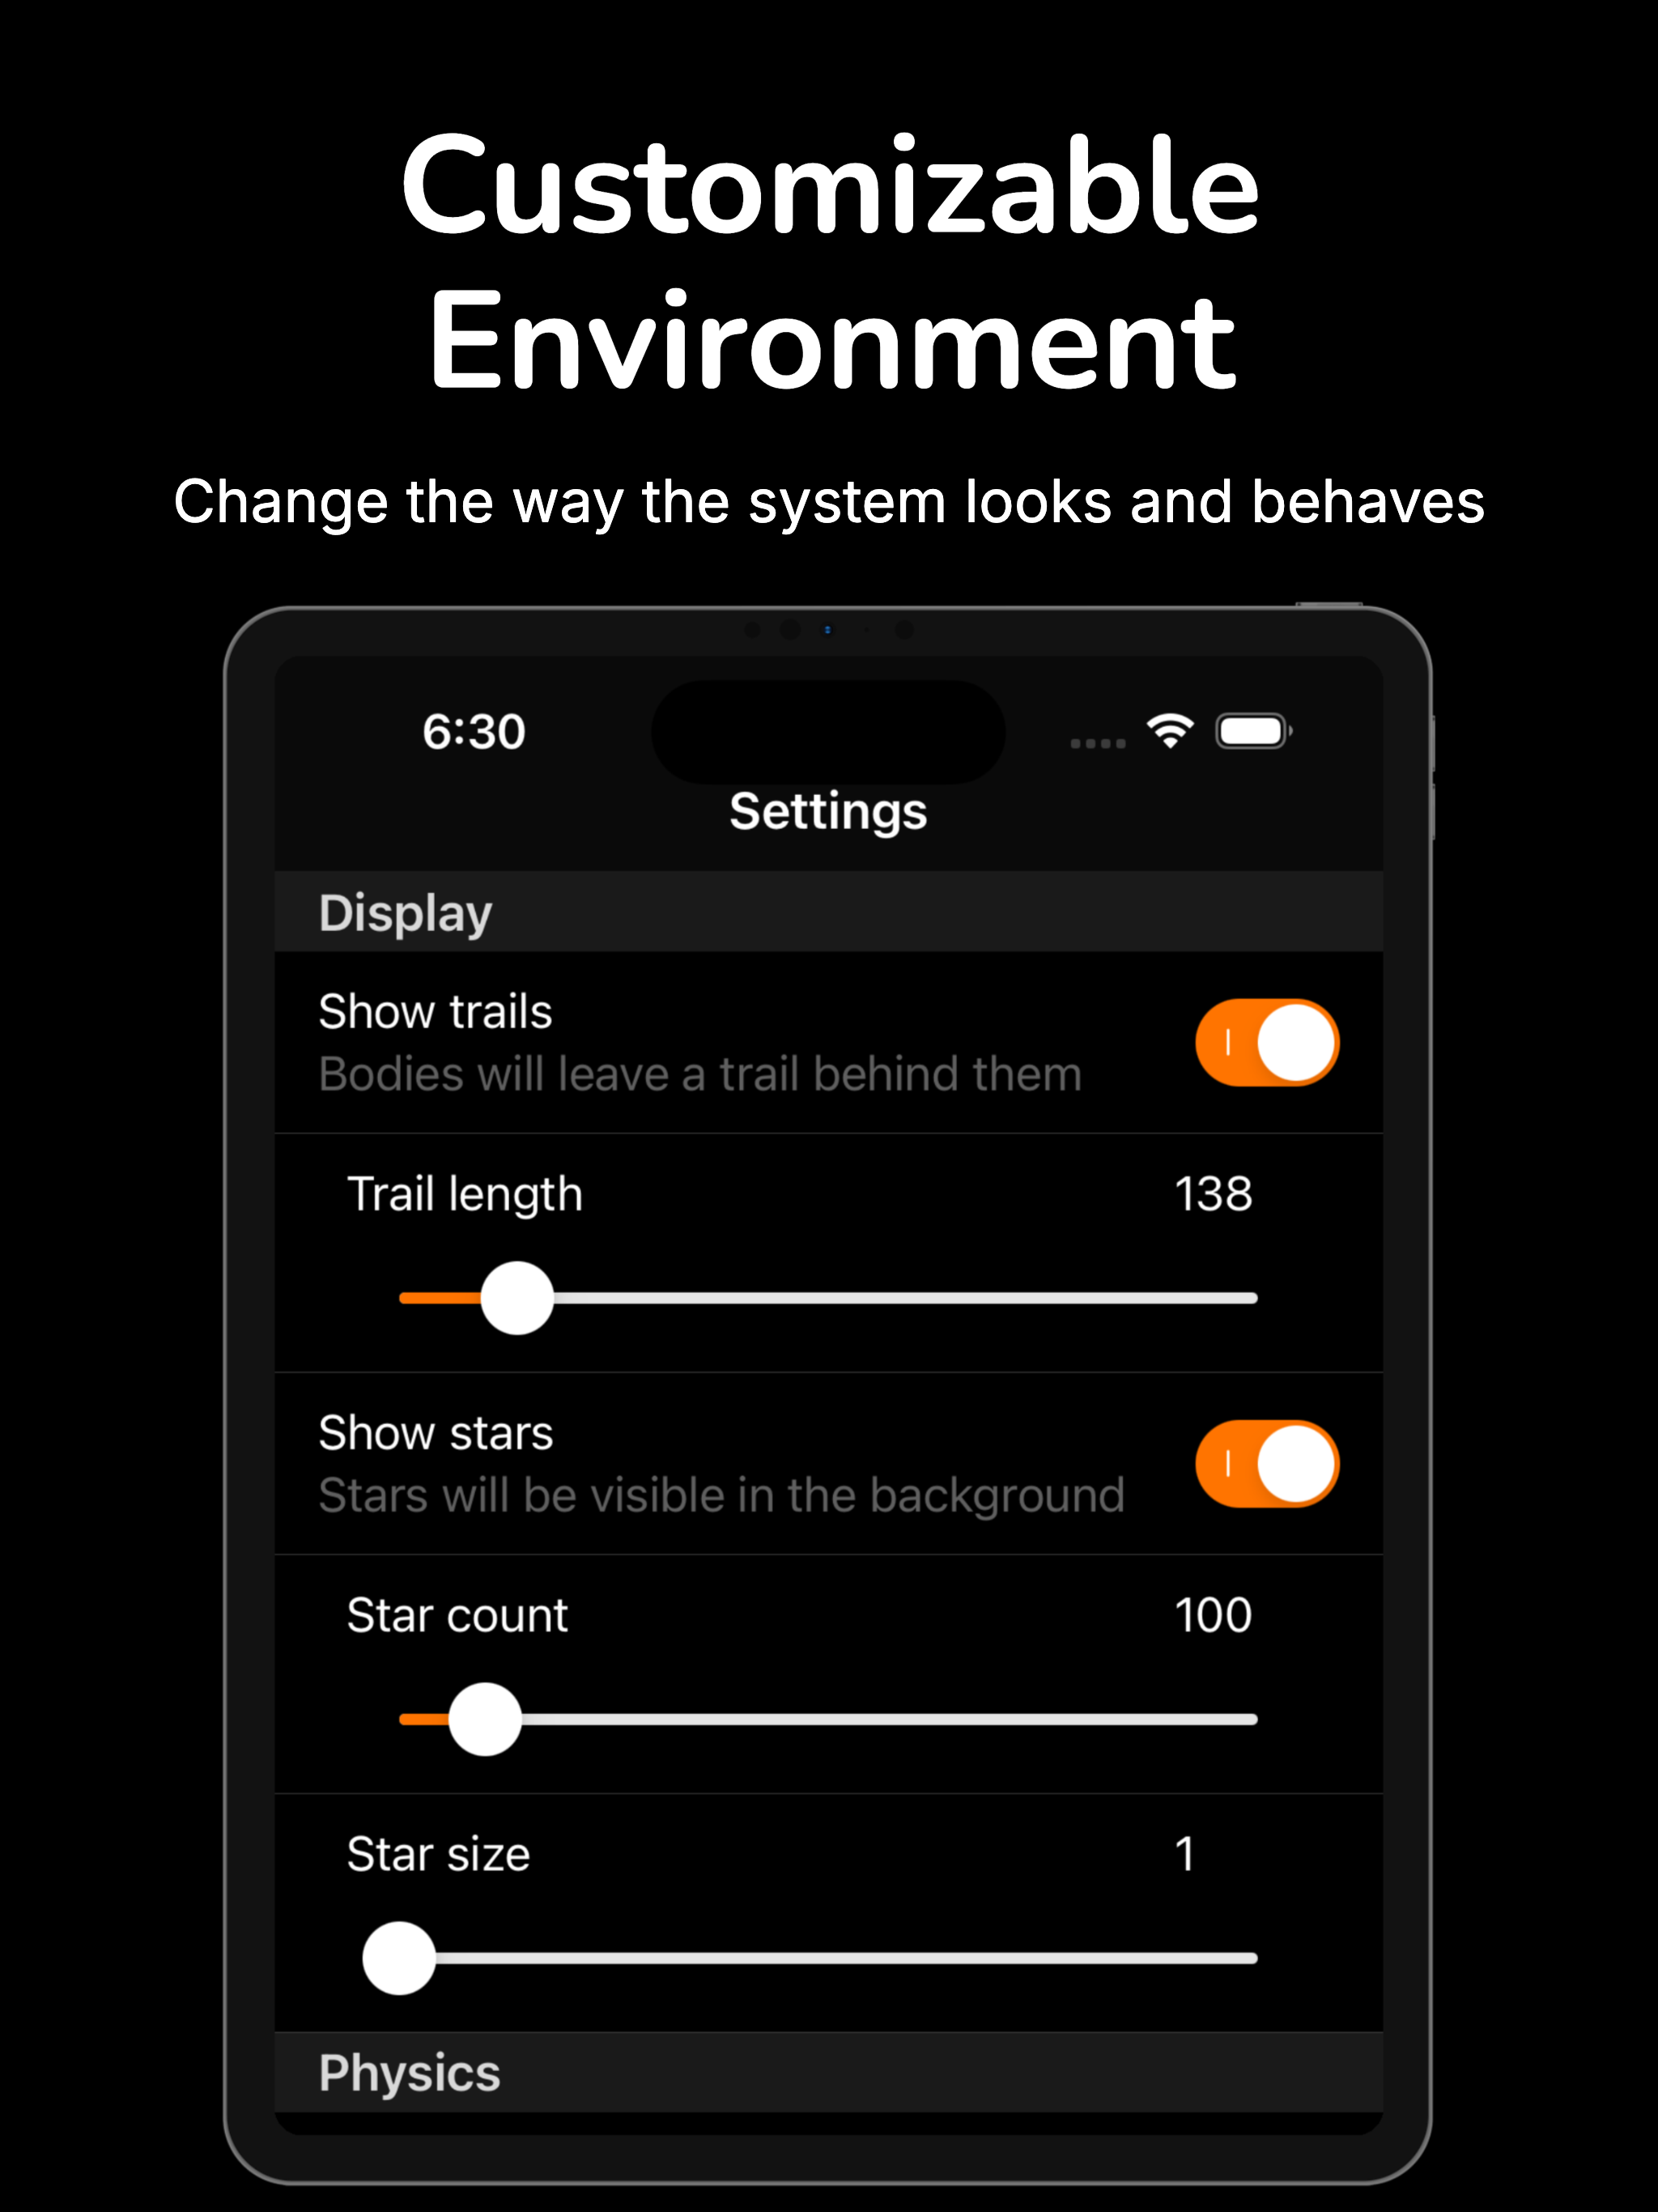 Customizable
Environment
Change the way the system looks and behaves
6:30
Settings
Display
Show trails
Bodies will leave a trail behind them
Trail length 138
Show stars
Stars will be visible in the background
Star count 100
Star size 1
Physics